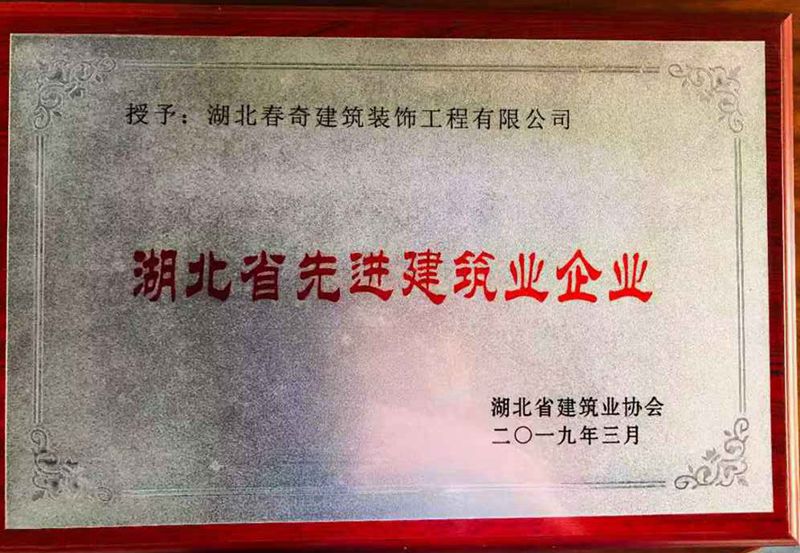 授予：湖北春奇建筑装饰工程有限公司
湖北省先进建筑业企业
湖北省建筑业协会
二〇一九年三月